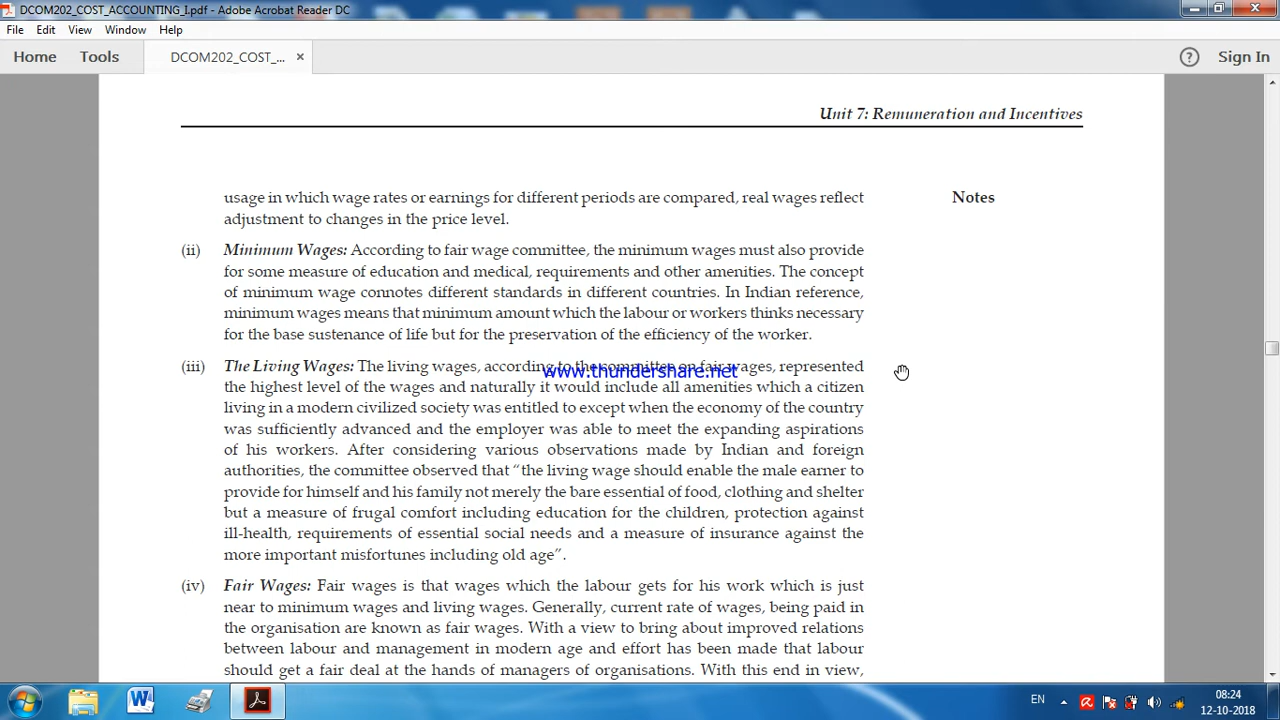 DCOM202_COST_ACCOUNTING_I.pdf - Adobe Acrobat Reader DC
File Edit View Window Help
Home Tools DCOM202_COST_... × ? Sign In
Unit 7: Remuneration and Incentives
usage in which wage rates or earnings for different periods are compared, real wages reflect
adjustment to changes in the price level.
Notes
(ii) Minimum Wages: According to fair wage committee, the minimum wages must also provide
for some measure of education and medical, requirements and other amenities. The concept
of minimum wage connotes different standards in different countries. In Indian reference,
minimum wages means that minimum amount which the labour or workers thinks necessary
for the base sustenance of life but for the preservation of the efficiency of the worker.
(iii) The Living Wages: The living wages, according to the committee on fair wages, represented
www.thundershare.net
the highest level of the wages and naturally it would include all amenities which a citizen
living in a modern civilized society was entitled to except when the economy of the country
was sufficiently advanced and the employer was able to meet the expanding aspirations
of his workers. After considering various observations made by Indian and foreign
authorities, the committee observed that “the living wage should enable the male earner to
provide for himself and his family not merely the bare essential of food, clothing and shelter
but a measure of frugal comfort including education for the children, protection against
ill-health, requirements of essential social needs and a measure of insurance against the
more important misfortunes including old age”.
(iv) Fair Wages: Fair wages is that wages which the labour gets for his work which is just
near to minimum wages and living wages. Generally, current rate of wages, being paid in
the organisation are known as fair wages. With a view to bring about improved relations
between labour and management in modern age and effort has been made that labour
should get a fair deal at the hands of managers of organisations. With this end in view,
EN
08:24
12-10-2018